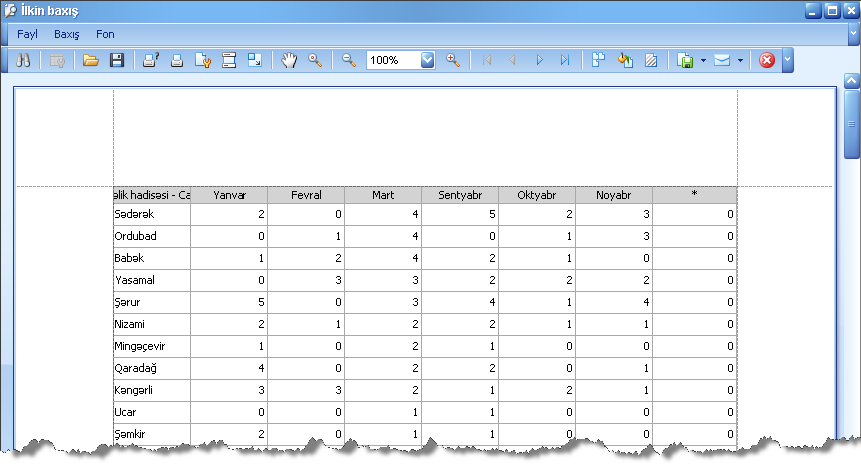 İlkin baxış
Fayl Baxış Fon
100%
əlik hadisəsi - Ca Yanvar Fevral Mart Sentyabr Oktyabr Noyabr *
Sədərək 2 0 4 5 2 3 0
Ordubad 0 1 4 0 1 3 0
Babək 1 2 4 2 1 0 0
Yasamal 0 3 3 2 2 2 0
Şərur 5 0 3 4 1 4 0
Nizami 2 1 2 2 1 1 0
Mingəçevir 1 0 2 1 0 0 0
Qaradağ 4 0 2 2 0 1 0
Kəngərli 3 3 2 1 2 1 0
Ucar 0 0 1 1 0 0 0
Şəmkir 2 0 1 1 0 0 0